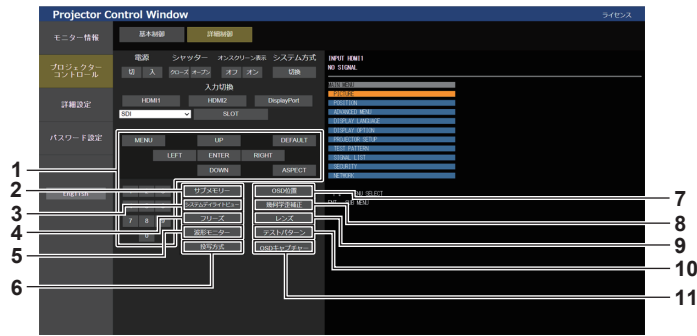 Projector Control Window
ライセンス
モニター情報
基本制御
詳細制御
プロジェクター
コントロール
電源
シャッター
オンスクリーン表示
システム方式
切
入
クローズ
オープン
オフ
オン
切換
入力切換
HDMI1
HDMI2
DisplayPort
SDI
SLOT
詳細設定
パスワード設定
English
MENU
UP
DEFAULT
LEFT
ENTER
RIGHT
DOWN
ASPECT
サブメモリー
OSD位置
システムデイライトビュー
幾何学歪補正
フリーズ
レンズ
波形モニター
テストパターン
投写方式
OSDキャプチャー
7
8
INPUT HDMI1
NO SIGNAL
MAIN MENU
PICTURE
POSITION
ADVANCED MENU
DISPLAY LANGUAGE
DISPLAY OPTION
PROJECTOR SETUP
TEST PATTERN
SIGNAL LIST
SECURITY
NETWORK
MENU SELECT
SUB MENU
1
2
3
4
5
6
7
8
9
10
11